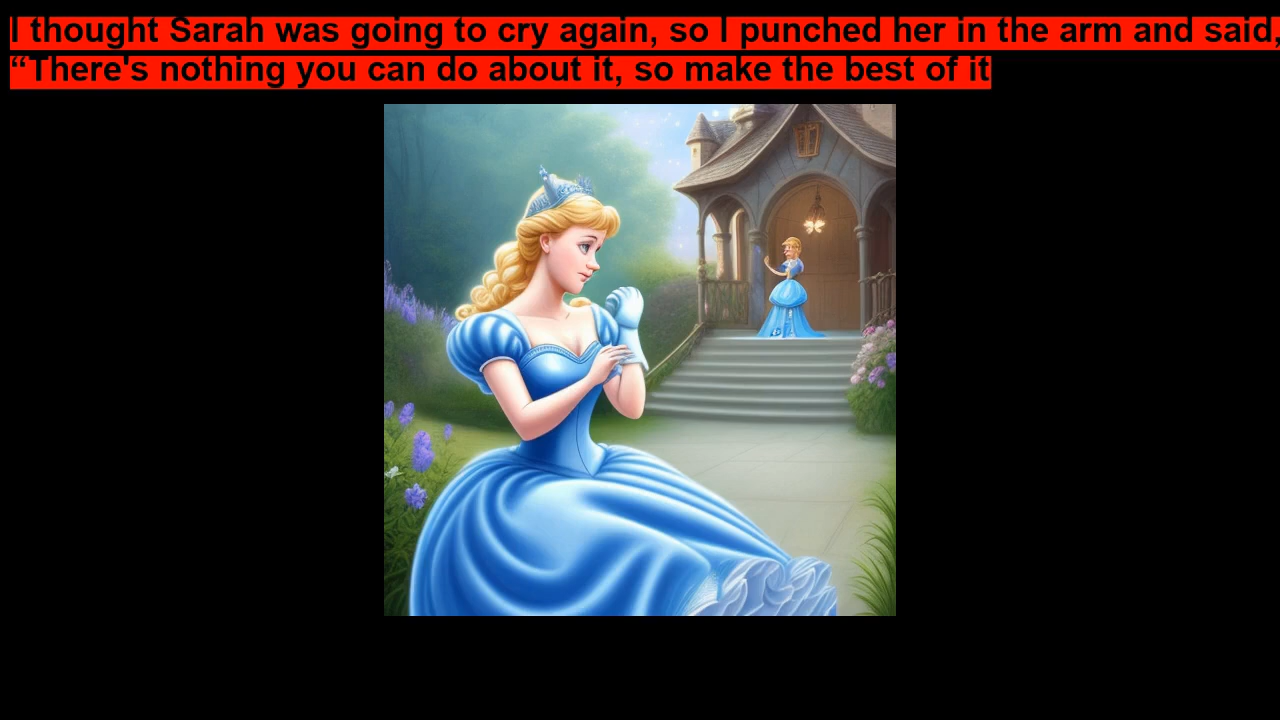 I thought Sarah was going to cry again, so I punched her in the arm and said,
“There's nothing you can do about it, so make the best of it